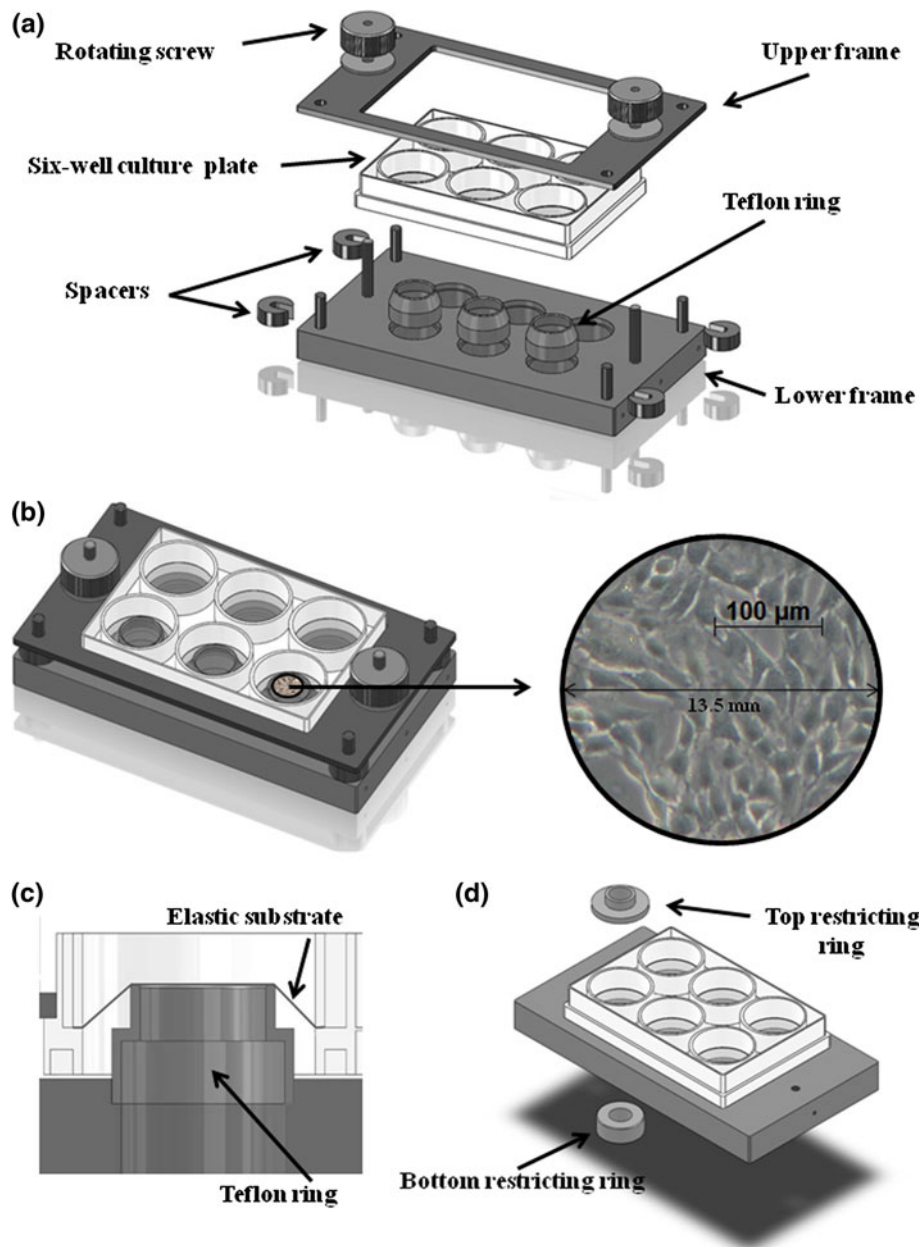 (a)
Rotating screw
Upper frame
Six-well culture plate
Teflon ring
Spacers
Lower frame
(b)
100 µm
13.5 mm
(c)
Elastic substrate
Teflon ring
(d)
Top restricting
ring
Bottom restricting ring